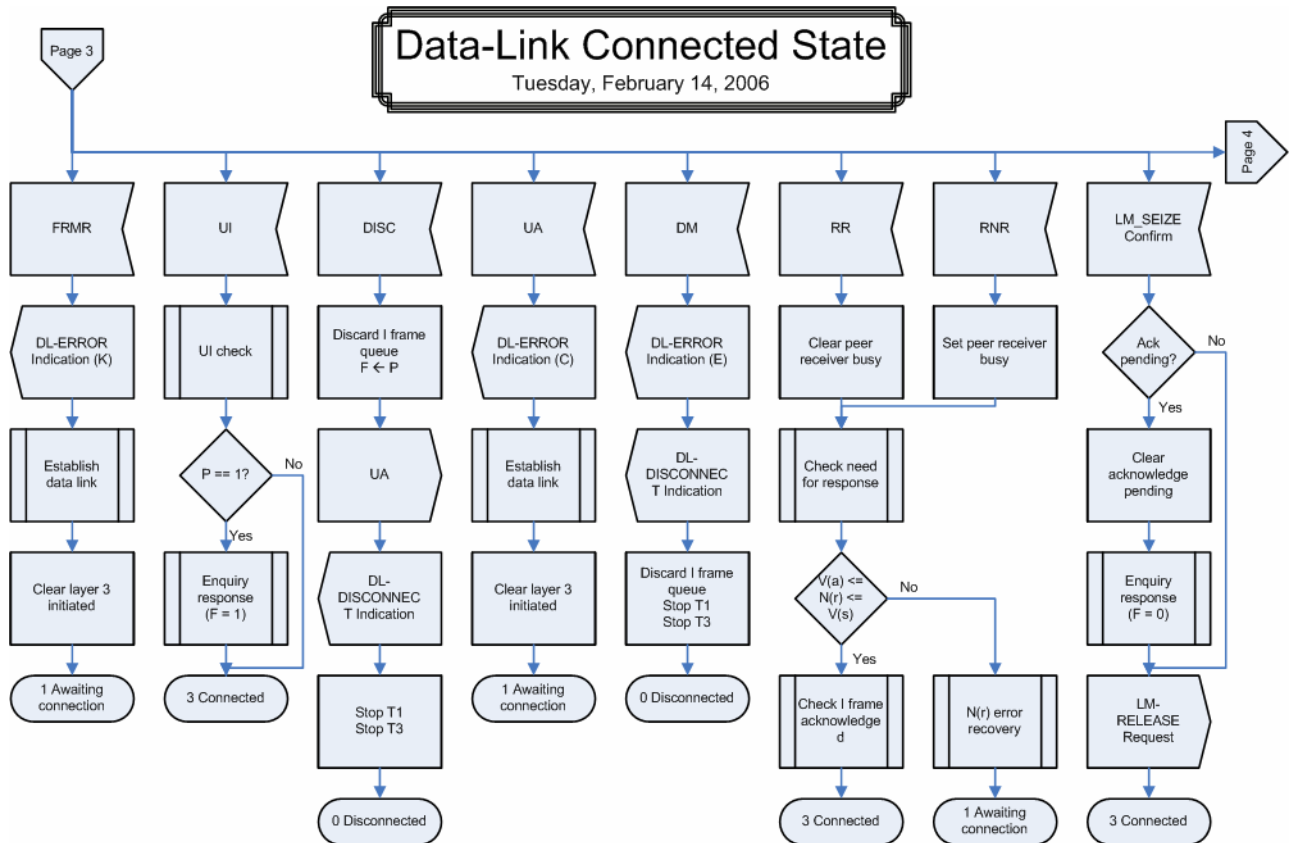 Page 3
Data-Link Connected State
Tuesday, February 14, 2006
Page 4
FRMR
UI
DISC
UA
DM
RR
RNR
LM_SEIZE
Confirm
DL-ERROR
Indication (K)
UI check
Discard I frame
queue
F ← P
DL-ERROR
Indication (C)
DL-ERROR
Indication (E)
Clear peer
receiver busy
Set peer receiver
busy
Ack
pending?
No
Yes
Establish
data link
P == 1?
No
Yes
UA
Establish
data link
DL-
DISCONNEC
T Indication
Check need
for response
Clear
acknowledge
pending
Clear layer 3
initiated
Enquiry
response
(F = 1)
DL-
DISCONNEC
T Indication
Clear layer 3
initiated
Discard I frame
queue
Stop T1
Stop T3
V(a) <=
N(r) <=
V(s)
No
Yes
Enquiry
response
(F = 0)
1 Awaiting
connection
3 Connected
Stop T1
Stop T3
1 Awaiting
connection
0 Disconnected
Check I frame
acknowledge
d
N(r) error
recovery
LM-
RELEASE
Request
0 Disconnected
3 Connected
1 Awaiting
connection
3 Connected